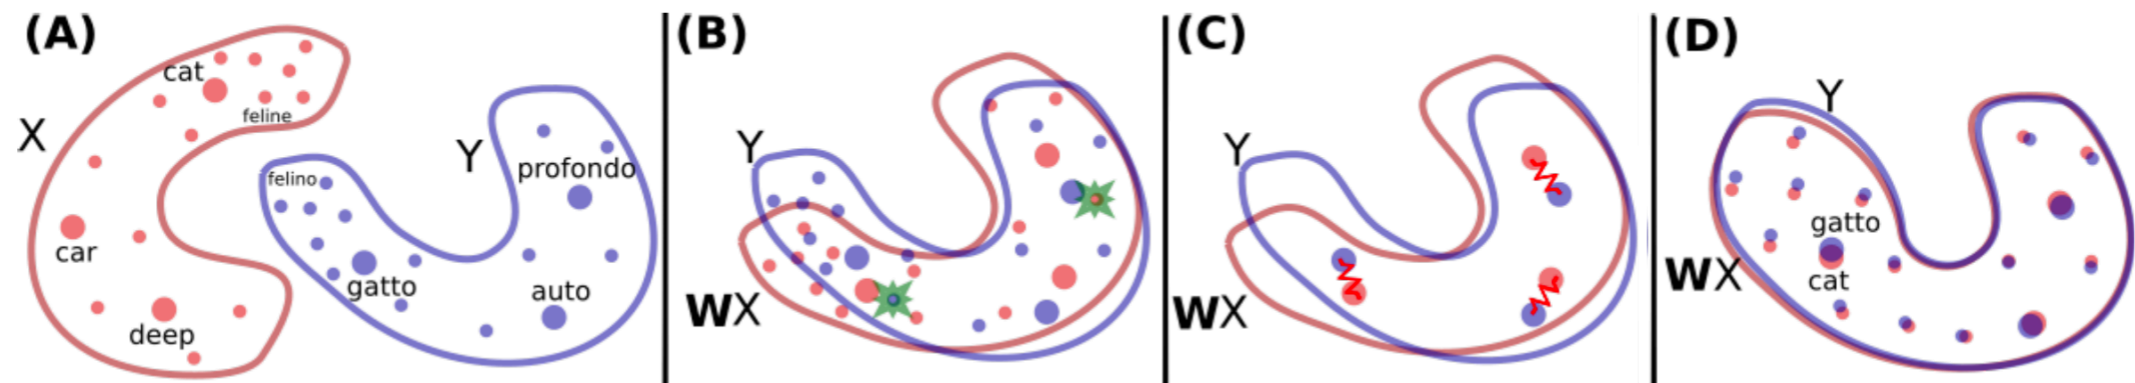 (A)
cat
feline
X
car
deep
Y
profondo
felino
gatto
auto
(B)
Y
WX
(C)
Y
WX
(D)
Y
gatto
cat
WX